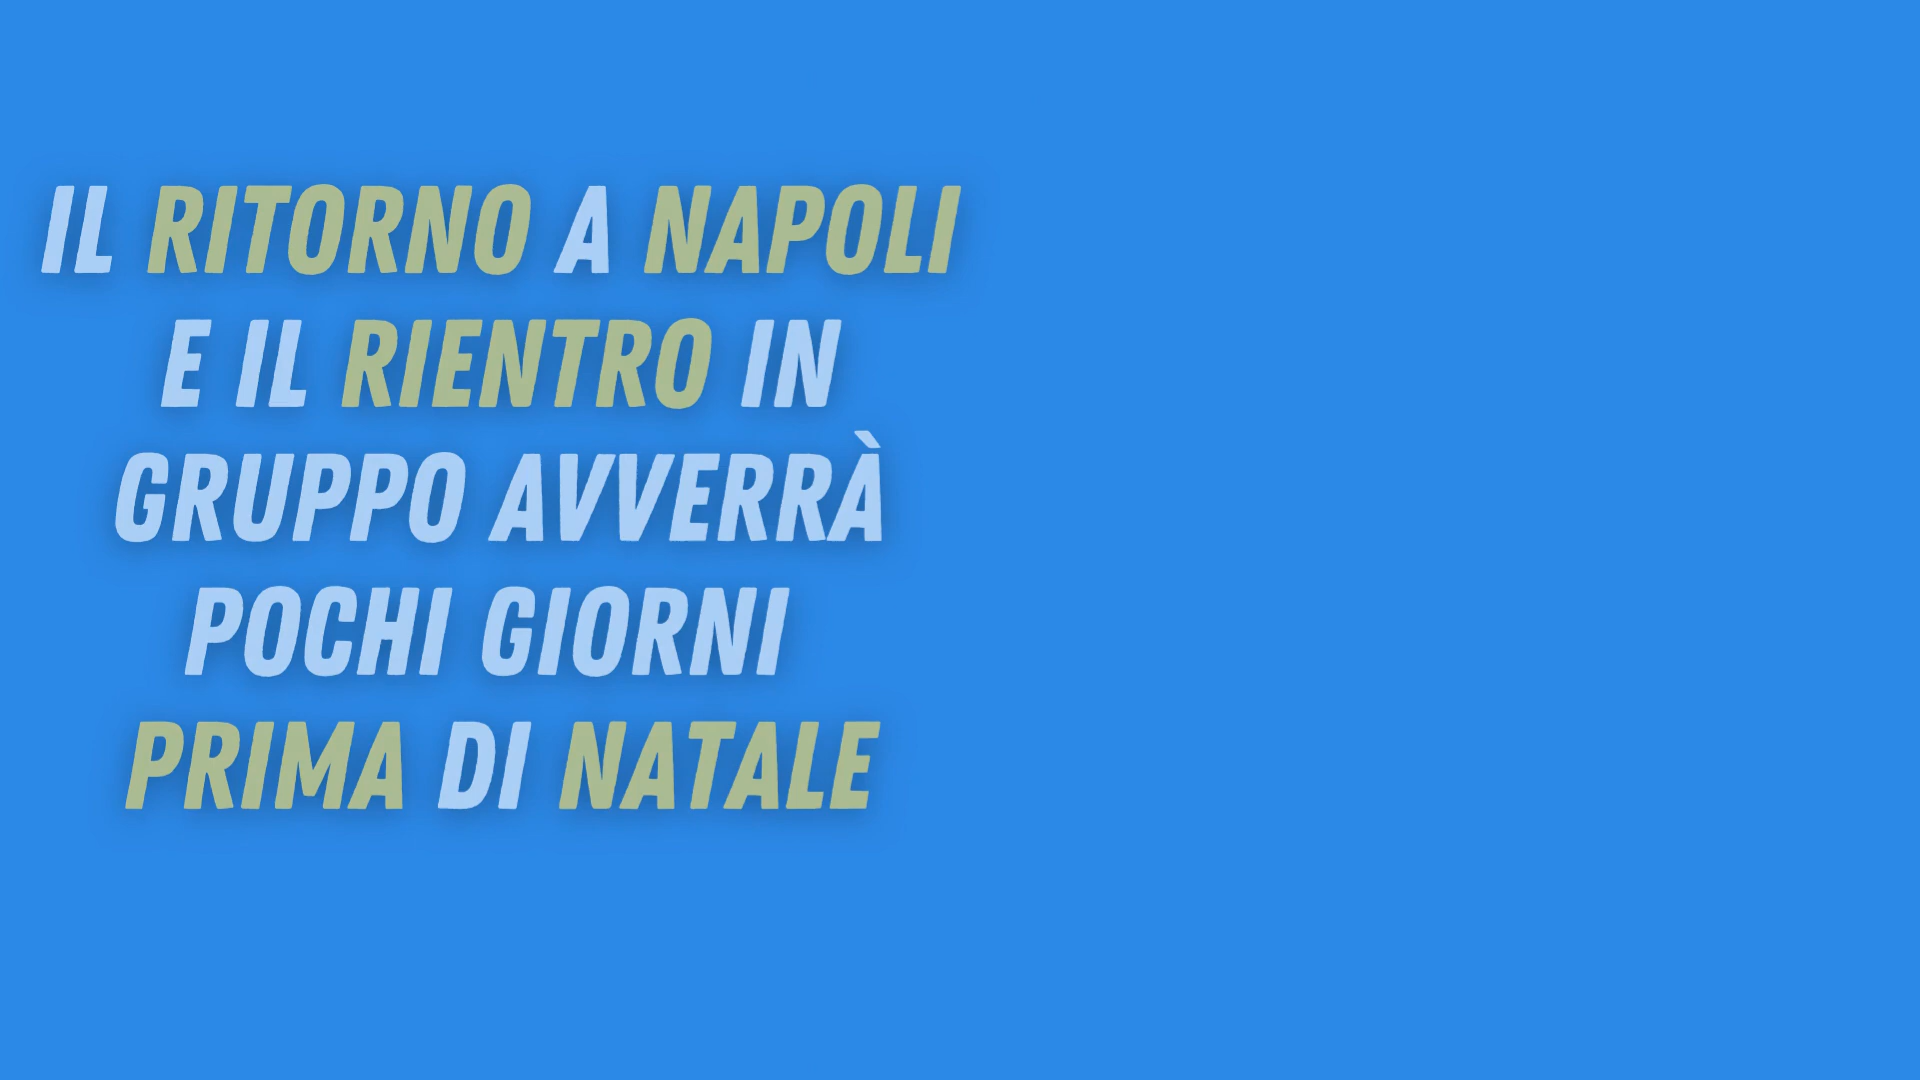 IL RITORNO A NAPOLI
E IL RIENTRO IN
GRUPPO AVVERRÀ
POCHI GIORNI
PRIMA DI NATALE